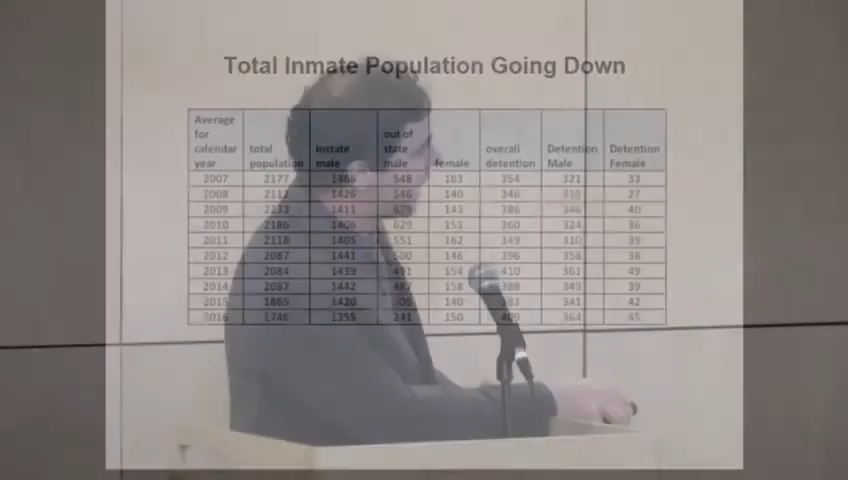 Total Inmate Population Going Down
Average for calendar year total population instate male out of state male female overall detention Detention Male Detention Female
2007 2177 1466 548 163 354 321 33
2008 2112 1426 546 140 346 27
2009 2233 1411 679 143 386 346 40
2010 2186 1406 629 151 360 324 36
2011 2118 1405 551 162 349 310 39
2012 2087 1441 500 146 396 358 38
2013 2084 1439 491 154 410 361 49
2014 2087 1442 487 158 388 349 39
2015 1865 1420 305 140 383 341 42
2016 1746 1355 241 150 409 364 45